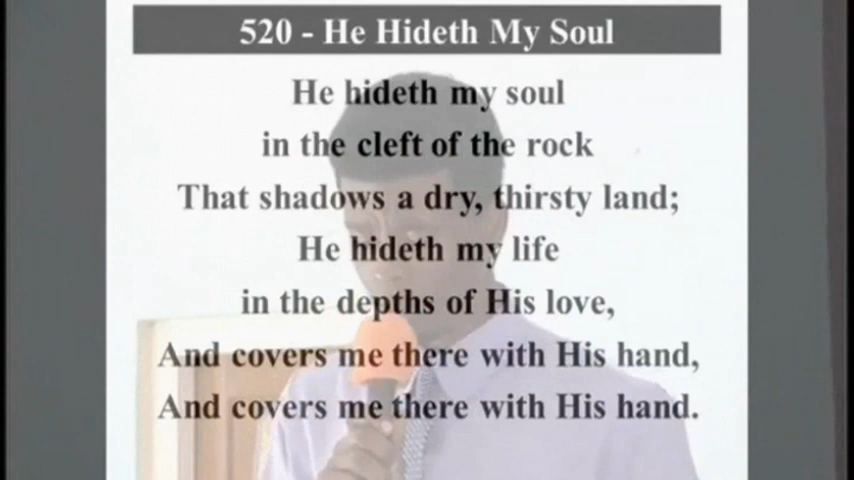 520 - He Hideth My Soul
He hideth my soul
in the cleft of the rock
That shadows a dry, thirsty land;
He hideth my life
in the depths of His love,
And covers me there with His hand,
And covers me there with His hand.